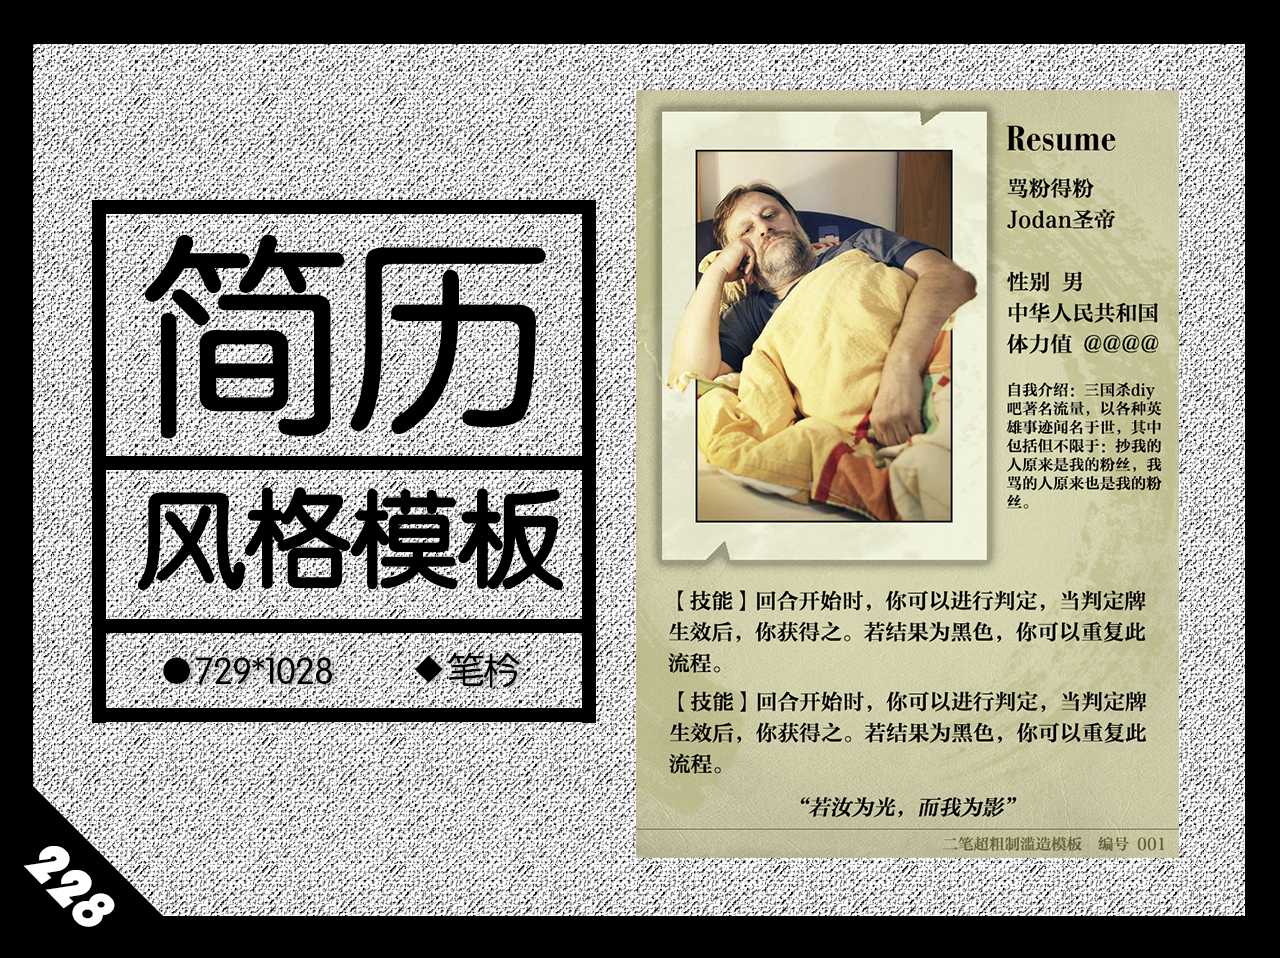 简历
风格模板
●729*1028 ◆笔柃
228
Resume
骂粉得粉
Jodan圣帝
性别 男
中华人民共和国
体力值 @@@@
自我介绍：三国杀diy
吧著名流量，以各种英
雄事迹闻名于世，其中
包括但不限于：抄我的
人原来是我的粉丝，我
骂的人原来也是我的粉
丝。
【技能】回合开始时，你可以进行判定，当判定牌
生效后，你获得之。若结果为黑色，你可以重复此
流程。
【技能】回合开始时，你可以进行判定，当判定牌
生效后，你获得之。若结果为黑色，你可以重复此
流程。
“若汝为光，而我为影”
二笔超粗制滥造模板 编号 001